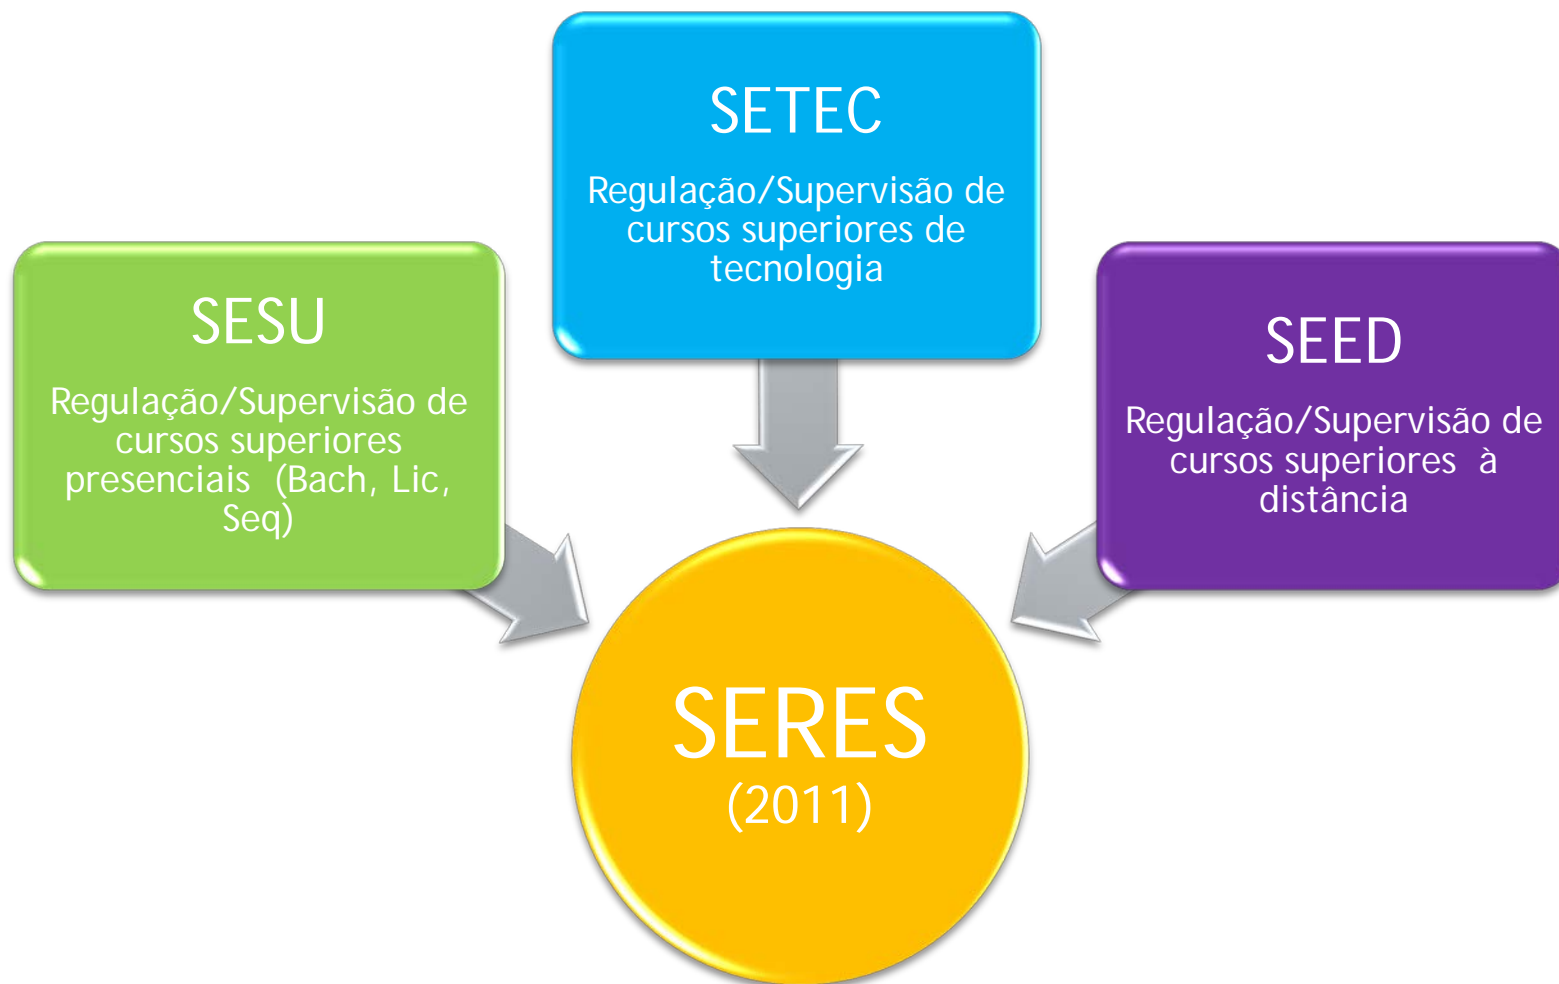 SETEC
Regulação/Supervisão de
cursos superiores de
tecnologia
SESU
Regulação/Supervisão de
cursos superiores
presenciais (Bach, Lic,
Seq)
SEED
Regulação/Supervisão de
cursos superiores à
distância
SERES
(2011)